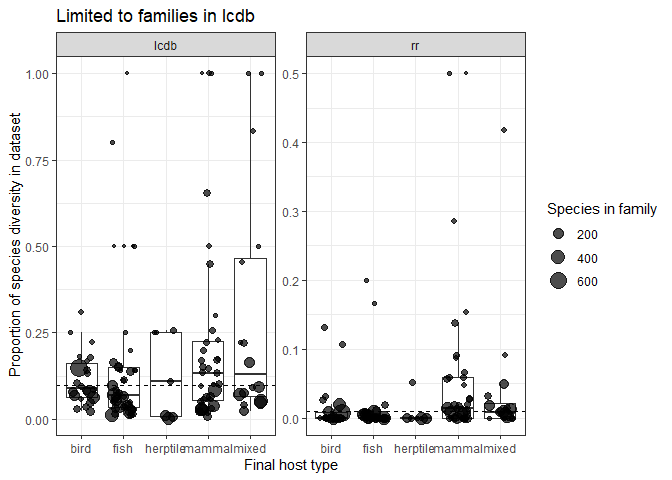 Limited to families in lcdb
lcdb
rr
Proportion of species diversity in dataset
1.00
0.75
0.50
0.25
0.00
0.5
0.4
0.3
0.2
0.1
0.0
bird fish herptile mammal mixed
bird fish herptile mammal mixed
Final host type
Species in family
200
400
600